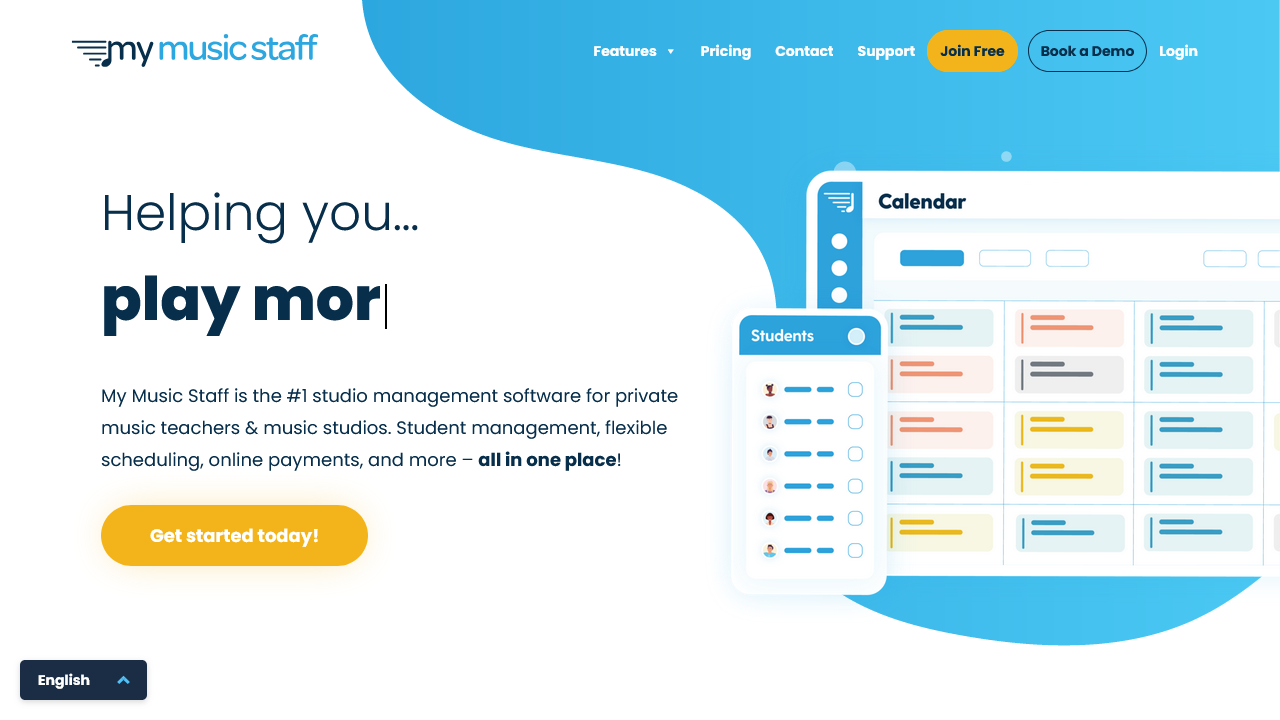 my music staff
Features
Pricing
Contact
Support
Join Free
Book a Demo
Login
Helping you...
play mor
My Music Staff is the #1 studio management software for private
music teachers & music studios. Student management, flexible
scheduling, online payments, and more – all in one place!
Get started today!
Calendar
Students
English